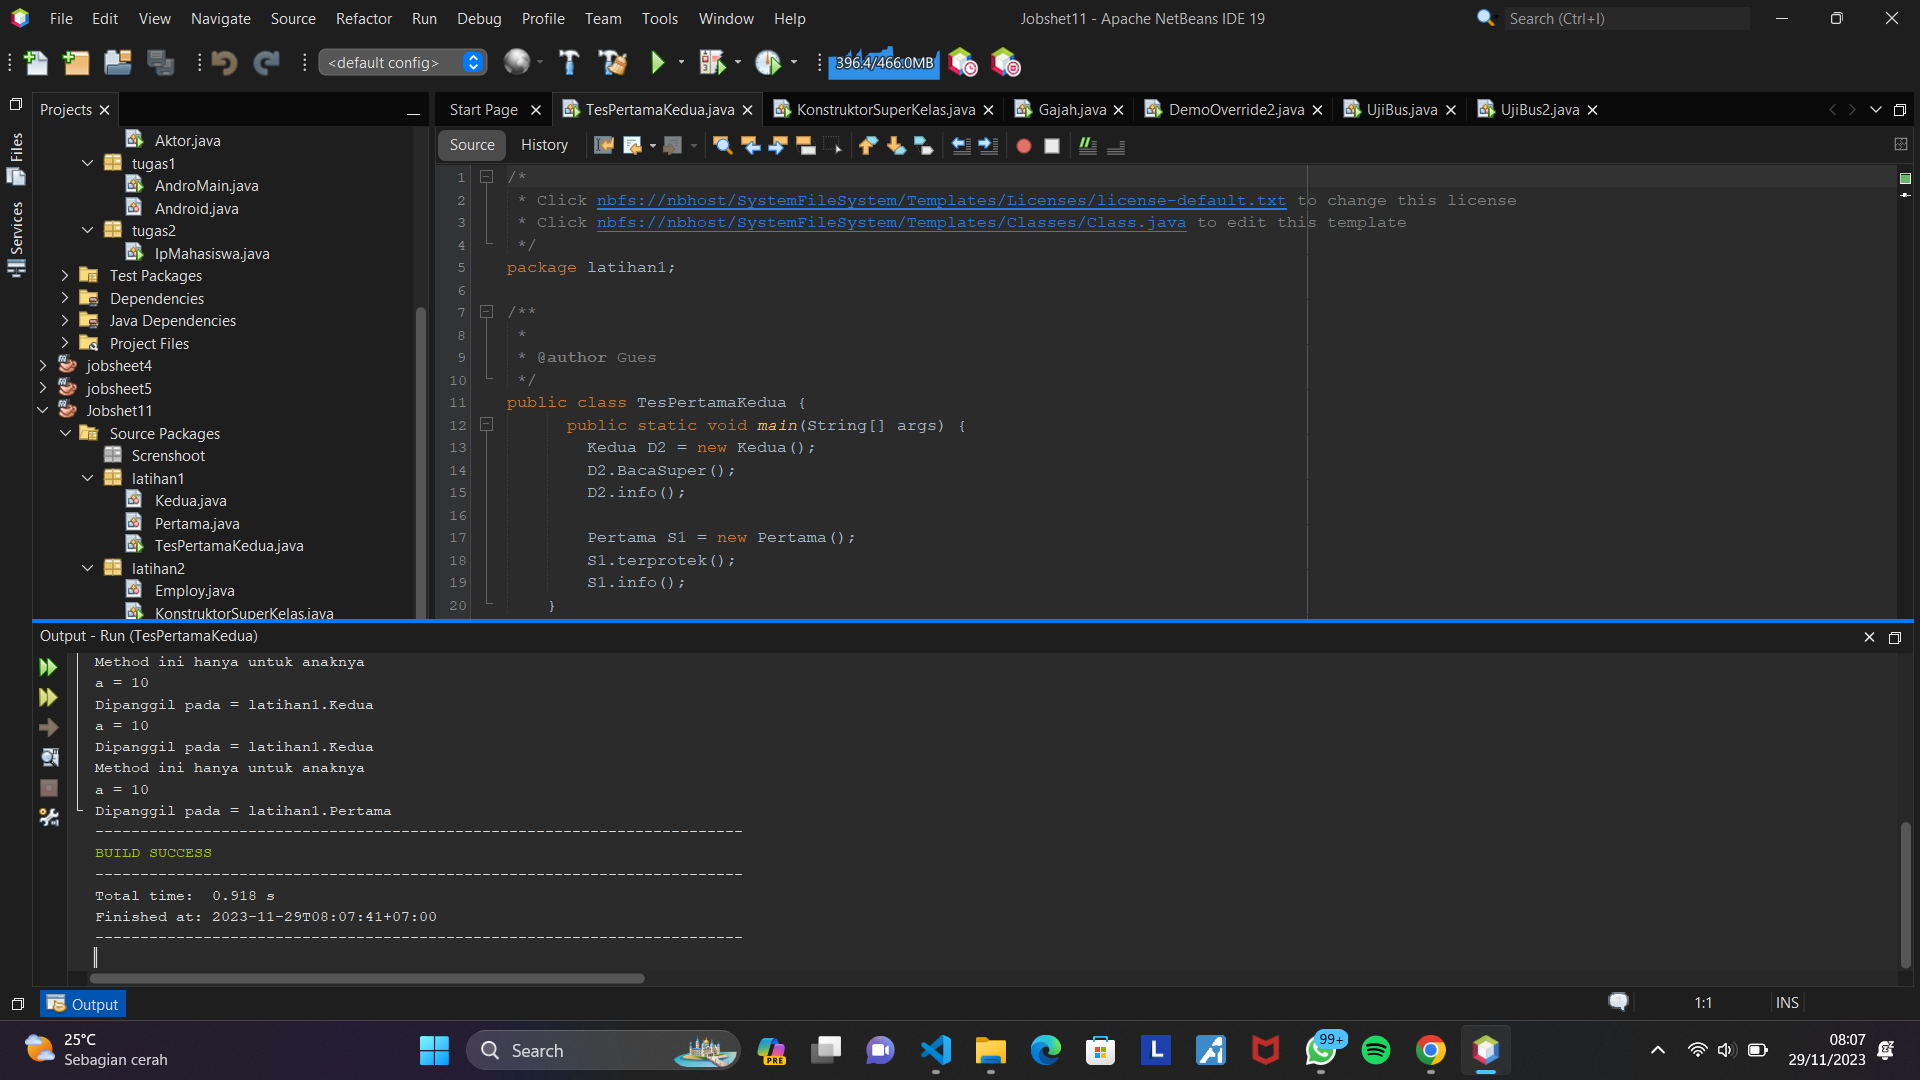 File Edit View Navigate Source Refactor Run Debug Profile Team Tools Window Help
Jobshet11 - Apache NetBeans IDE 19
Search (Ctrl+I)
<default config>
396.4/466.0MB
Files
Services
Projects
Aktor.java
tugas1
AndroMain.java
Android.java
tugas2
IpMahasiswa.java
Test Packages
Dependencies
Java Dependencies
Project Files
jobsheet4
jobsheet5
Jobshet11
Source Packages
Screnshoot
latihan1
Kedua.java
Pertama.java
TesPertamaKedua.java
latihan2
Employ.java
KonstruktorSuperKelas.java
Start Page TesPertamaKedua.java KonstruktorSuperKelas.java Gajah.java DemoOverride2.java UjiBus.java UjiBus2.java
Source History
1 /*
2 * Click nbfs://nbhost/SystemFileSystem/Templates/Licenses/license-default.txt to change this license
3 * Click nbfs://nbhost/SystemFileSystem/Templates/Classes/Class.java to edit this template
4 */
5 package latihan1;
6
7 /**
8 *
9 * @author Gues
10 */
11 public class TesPertamaKedua {
12 public static void main(String[] args) {
13 Kedua D2 = new Kedua();
14 D2.BacaSuper();
15 D2.info();
16
17 Pertama S1 = new Pertama();
18 S1.terprotek();
19 S1.info();
20 }
Output - Run (TesPertamaKedua)
Method ini hanya untuk anaknya
a = 10
Dipanggil pada = latihan1.Kedua
a = 10
Dipanggil pada = latihan1.Kedua
Method ini hanya untuk anaknya
a = 10
Dipanggil pada = latihan1.Pertama
------------------------------------------------------------------------
BUILD SUCCESS
------------------------------------------------------------------------
Total time:  0.918 s
Finished at: 2023-11-29T08:07:41+07:00
------------------------------------------------------------------------
Output
1:1 INS
25°C
Sebagian cerah
Search
PRE
L
99+
08:07
29/11/2023